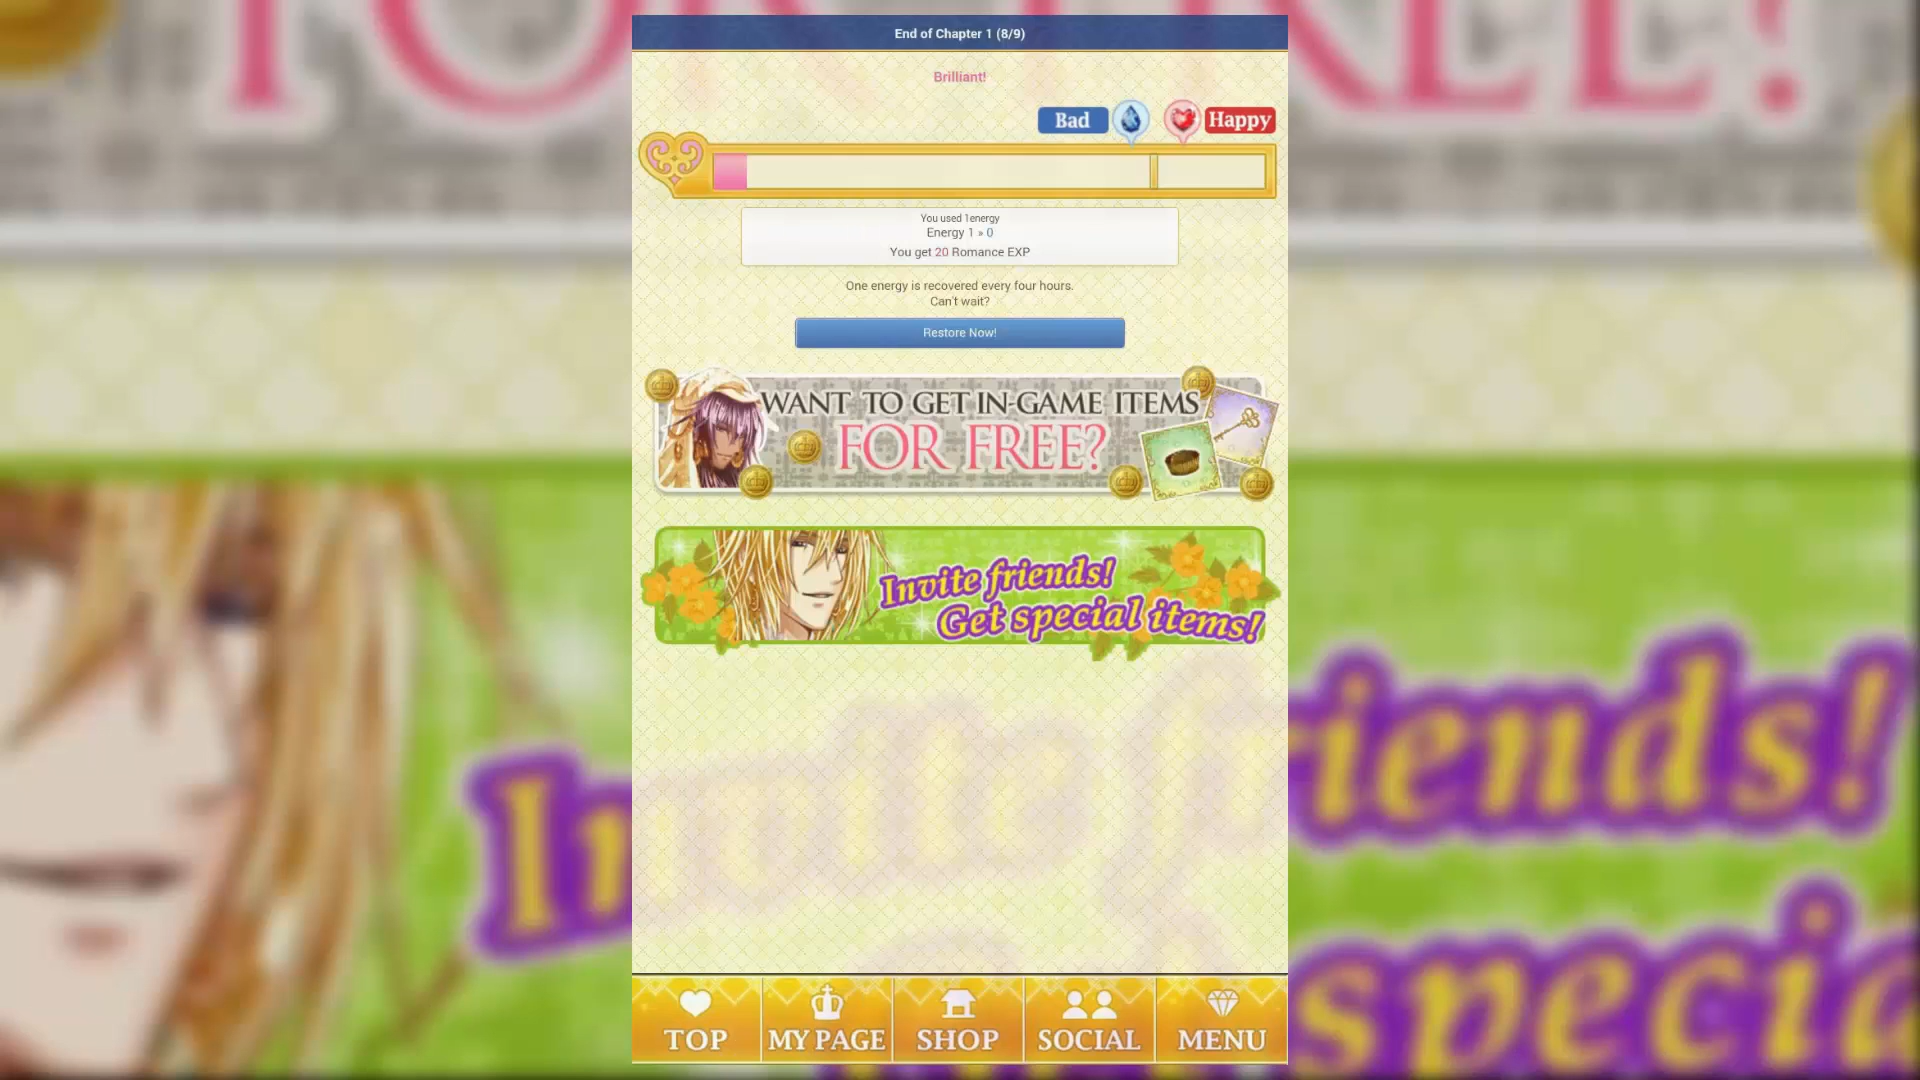 End of Chapter 1 (8/9)
Brilliant!
Bad
Happy
You used 1energy
Energy 1 » 0
You get 20 Romance EXP
One energy is recovered every four hours.
Can't wait?
Restore Now!
WANT TO GET IN-GAME ITEMS
FOR FREE?
Invite friends!
Get special items!
TOP
MY PAGE
SHOP
SOCIAL
MENU